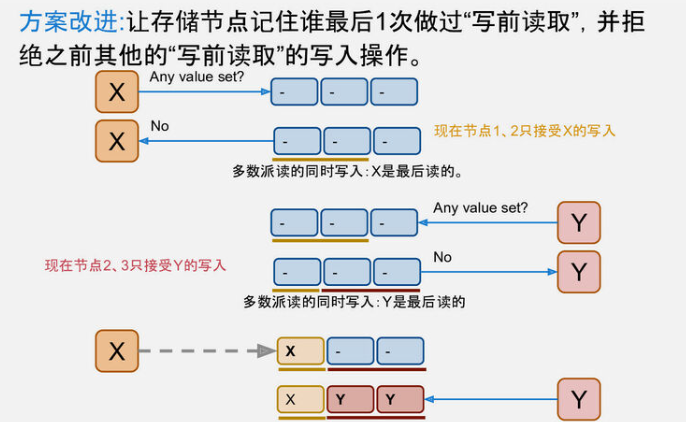 方案改进:让存储节点记住谁最后1次做过“写前读取”, 并拒
绝之前其他的“写前读取”的写入操作。
X Any value set? - - -
X No - - - 现在节点1、2只接受X的写入
多数派读的同时写入:X是最后读的。
- - - Any value set? Y
现在节点2、3只接受Y的写入 - - - No Y
多数派读的同时写入:Y是最后读的
X X - -
X Y Y Y